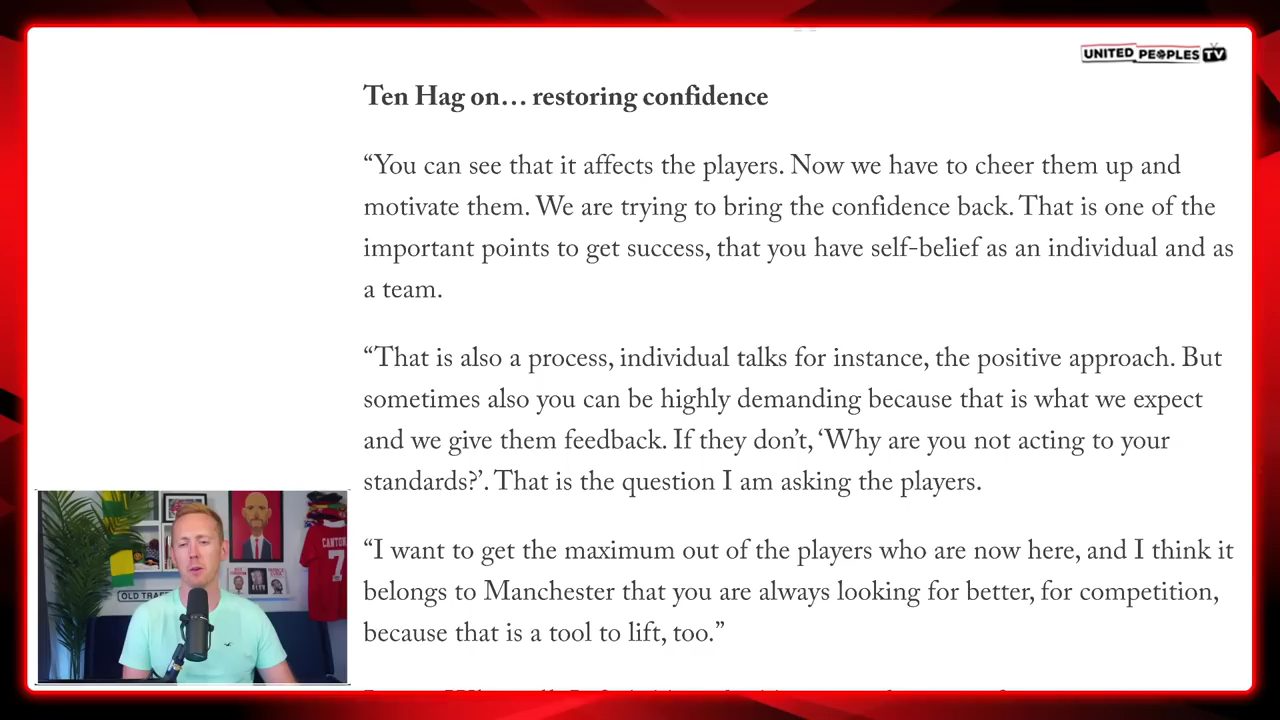 UNITED PEOPLES TV
Ten Hag on… restoring confidence
“You can see that it affects the players. Now we have to cheer them up and
motivate them. We are trying to bring the confidence back. That is one of the
important points to get success, that you have self-belief as an individual and as
a team.
“That is also a process, individual talks for instance, the positive approach. But
sometimes also you can be highly demanding because that is what we expect
and we give them feedback. If they don’t, ‘Why are you not acting to your
standards?’. That is the question I am asking the players.
“I want to get the maximum out of the players who are now here, and I think it
belongs to Manchester that you are always looking for better, for competition,
because that is a tool to lift, too.”
CANTONA
7
OLD TRAF